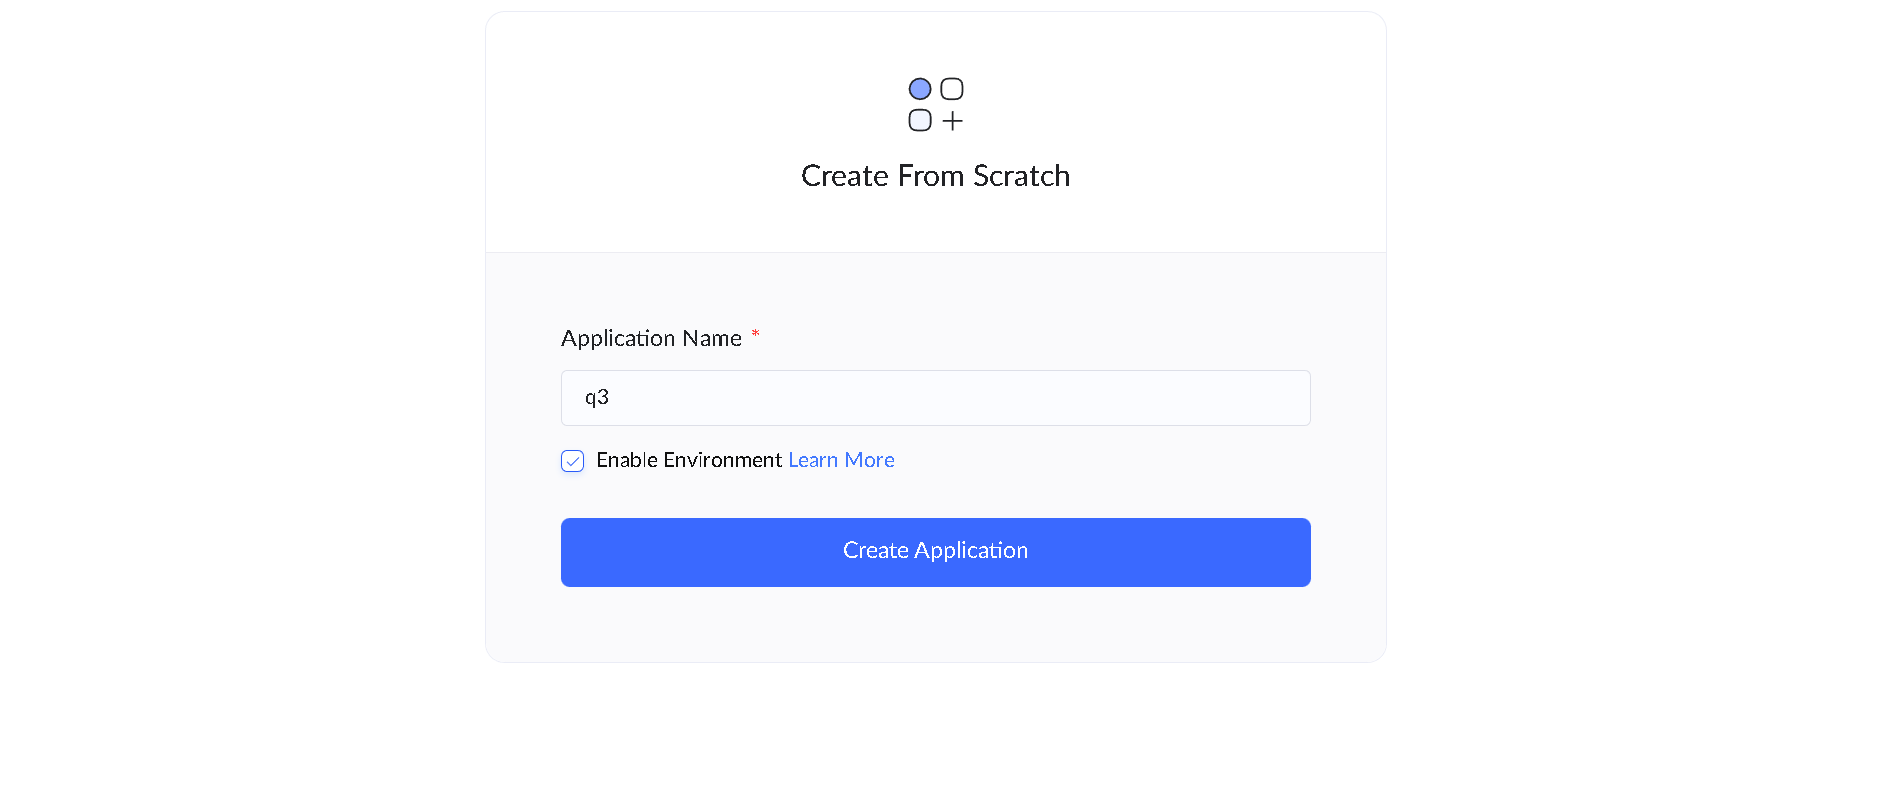 Create From Scratch
Application Name *
q3
Enable Environment Learn More
Create Application